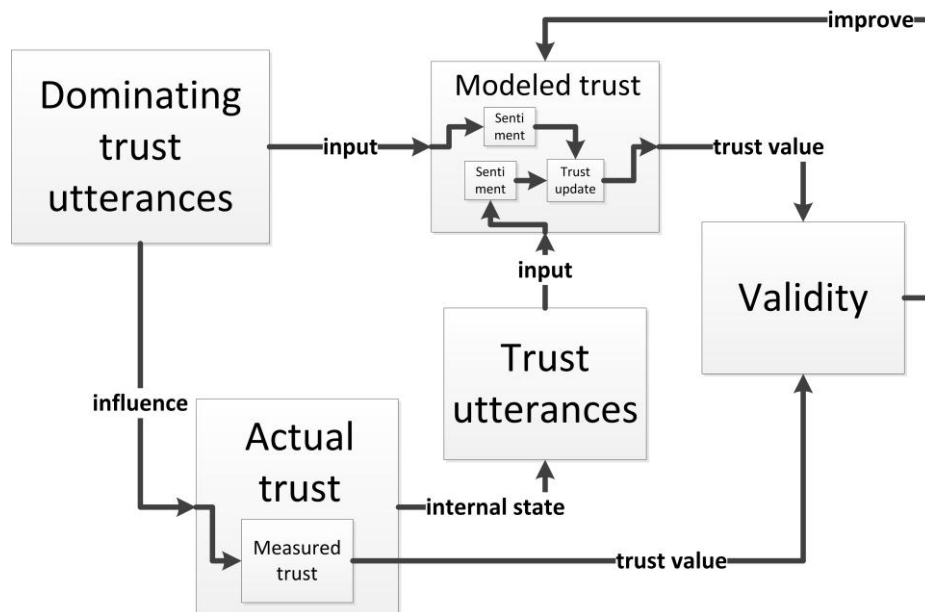 improve
Dominating
trust
utterances
Modeled trust
Senti
ment
input
trust value
Senti
ment
Trust
update
input
Validity
Trust
utterances
influence
Actual
trust
internal state
Measured
trust
trust value